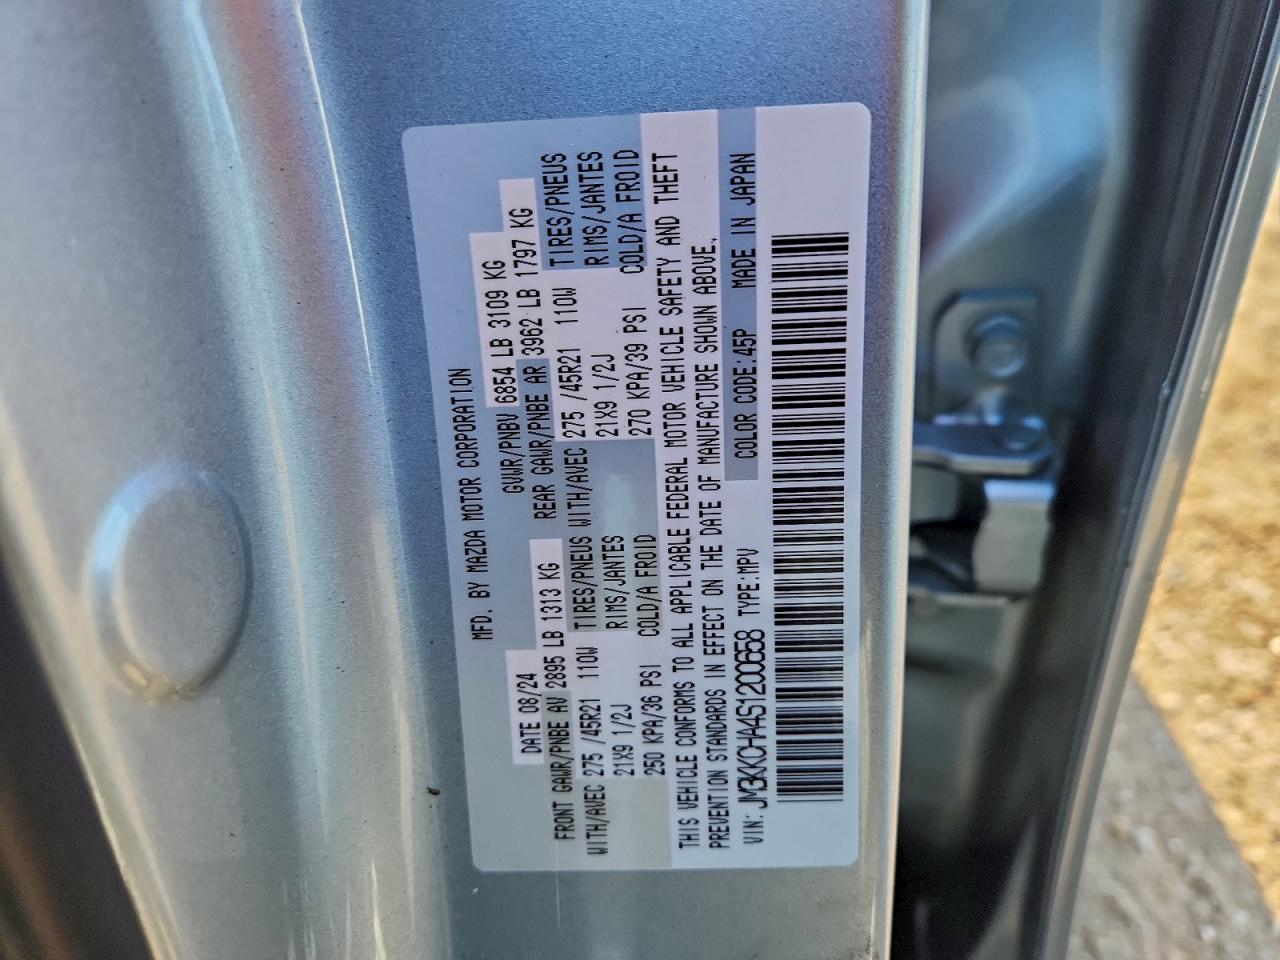 MFD. BY MAZDA MOTOR CORPORATION
DATE 08/24 GVWR/PNBV 6854 LB 3109 KG
FRONT GAWR/PNBE AV 2895 LB 1313 KG REAR GAWR/PNBE AR 3962 LB 1797 KG
WITH/AVEC 275 /45R21 110W TIRES/PNEUS WITH/AVEC 275 /45R21 110W TIRES/PNEUS
21X9 1/2J RIMS/JANTES 21X9 1/2J RIMS/JANTES
250 KPA/36 PSI COLD/A FROID 270 KPA/39 PSI COLD/A FROID
THIS VEHICLE CONFORMS TO ALL APPLICABLE FEDERAL MOTOR VEHICLE SAFETY AND THEFT
PREVENTION STANDARDS IN EFFECT ON THE DATE OF MANUFACTURE SHOWN ABOVE.
VIN: JM3KKCHA4S1200658 TYPE:MPV COLOR CODE:45P MADE IN JAPAN